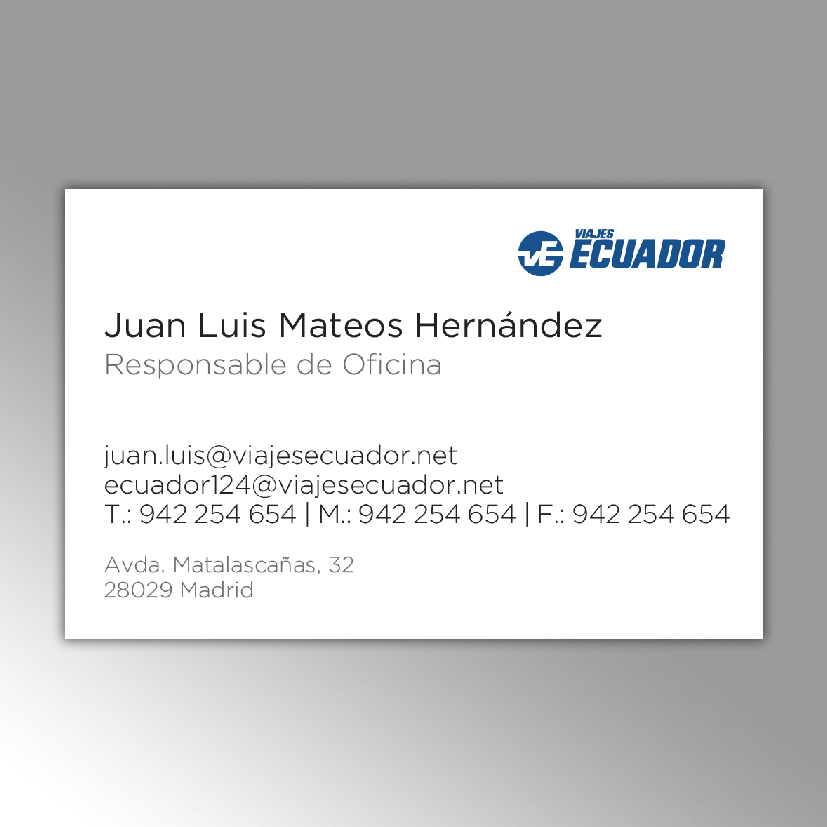 VIAJES
ECUADOR
VE
Juan Luis Mateos Hernández
Responsable de Oficina
juan.luis@viajesecuador.net
ecuador124@viajesecuador.net
T.: 942 254 654 | M.: 942 254 654 | F.: 942 254 654
Avda. Matalascañas, 32
28029 Madrid